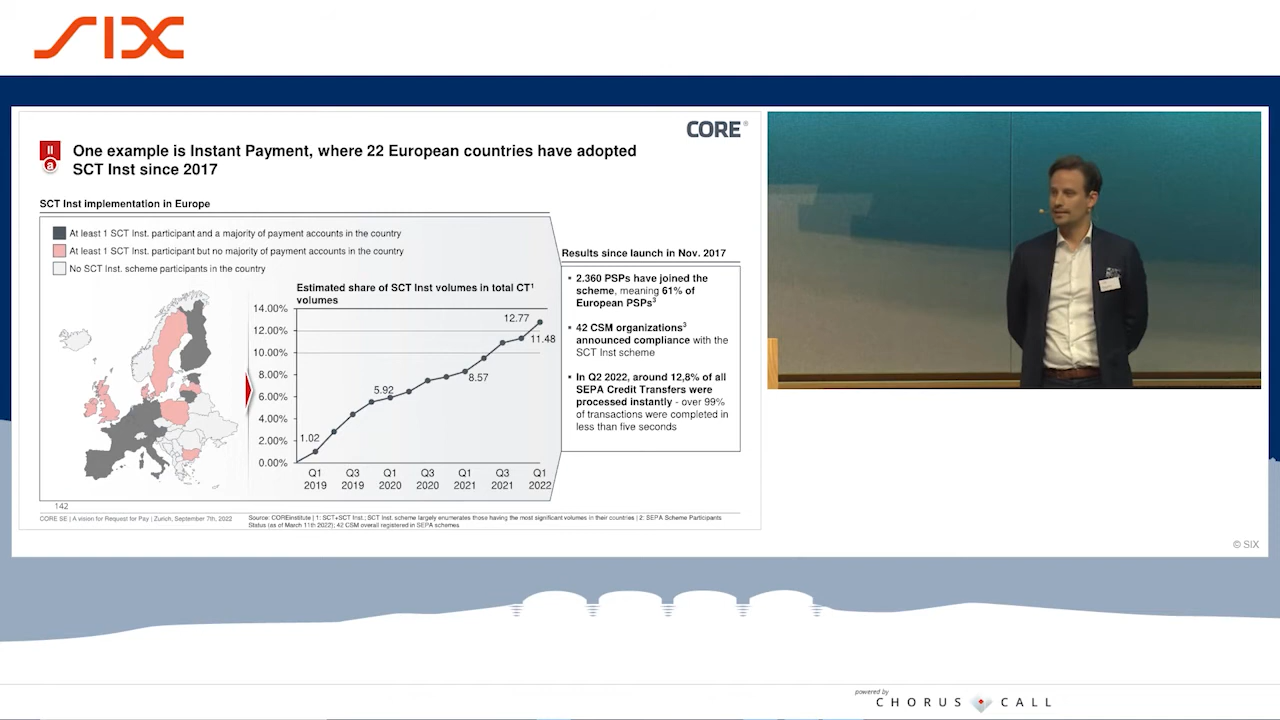 SIX
CORE®
II
a
One example is Instant Payment, where 22 European countries have adopted
SCT Inst since 2017
SCT Inst implementation in Europe
At least 1 SCT Inst. participant and a majority of payment accounts in the country
At least 1 SCT Inst. participant but no majority of payment accounts in the country
No SCT Inst. scheme participants in the country
Estimated share of SCT Inst volumes in total CT1
volumes
14.00%
12.00%
10.00%
8.00%
6.00%
4.00%
2.00%
0.00%
1.02
5.92
8.57
12.77
11.48
Q1 2019
Q3 2019
Q1 2020
Q3 2020
Q1 2021
Q3 2021
Q1 2022
Results since launch in Nov. 2017
▪ 2.360 PSPs have joined the
scheme, meaning 61% of
European PSPs3
▪ 42 CSM organizations3
announced compliance with the
SCT Inst scheme
▪ In Q2 2022, around 12,8% of all
SEPA Credit Transfers were
processed instantly - over 99%
of transactions were completed in
less than five seconds
142
CORE SE | A vision for Request for Pay | Zurich, September 7th, 2022
Source: COREinstitute | 1: SCT+SCT Inst.; SCT Inst. scheme largely enumerates those having the most significant volumes in their countries | 2: SEPA Scheme Participants
Status (as of March 11th 2022); 42 CSM overall registered in SEPA schemes
© SIX
powered by
CHORUS CALL